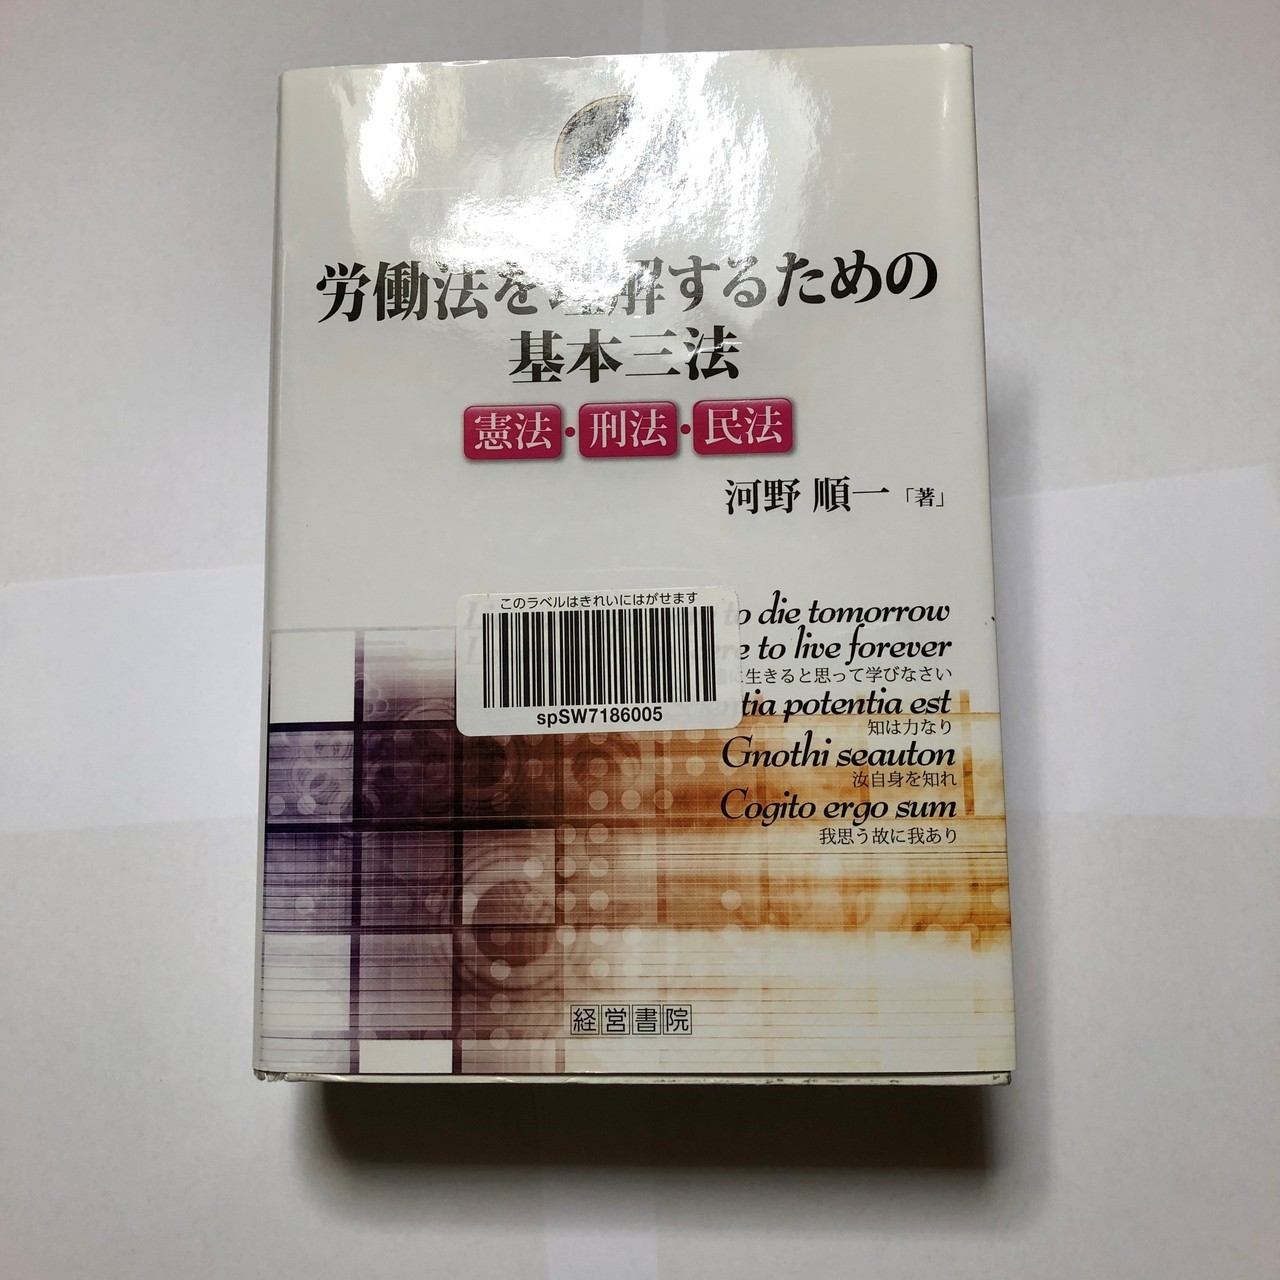 労働法を理解するための
基本三法
憲法・刑法・民法
河野 順一「著」
このラベルはきれいにはがせます
spSW7186005
to die tomorrow
to live forever
に生きると思って学びなさい
potentia est
知は力なり
Gnothi seauton
汝自身を知れ
Cogito ergo sum
我思う故に我あり
経営書院